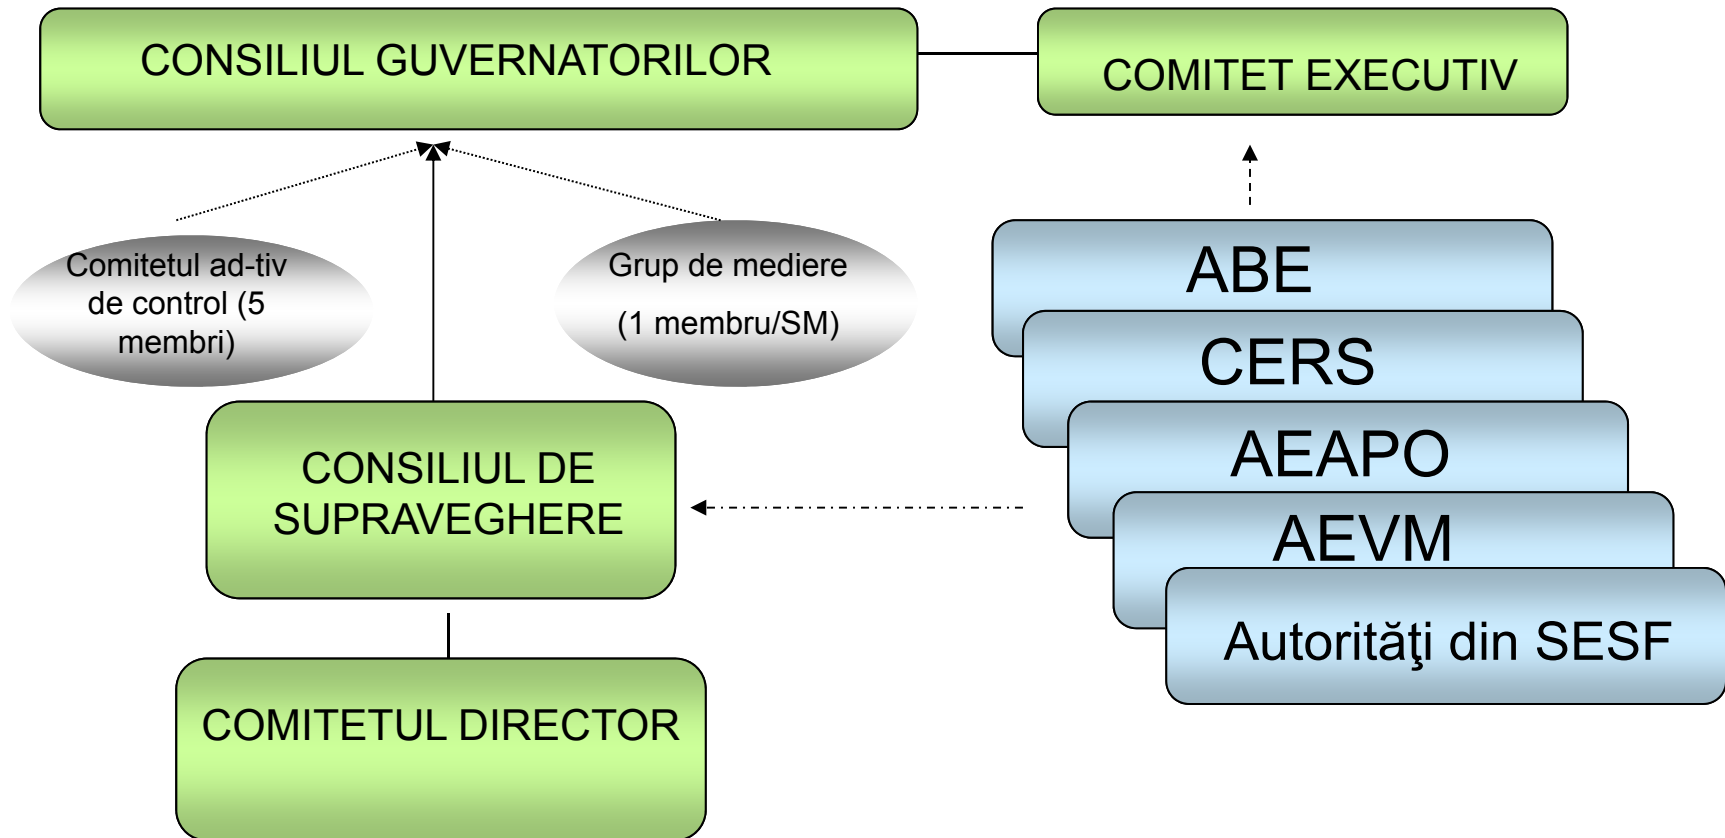 CONSILIUL GUVERNATORILOR
COMITET EXECUTIV
Comitetul ad-tiv
de control (5
membri)
Grup de mediere
(1 membru/SM)
ABE
CERS
AEAPO
AEVM
Autorităţi din SESF
CONSILIUL DE
SUPRAVEGHERE
COMITETUL DIRECTOR